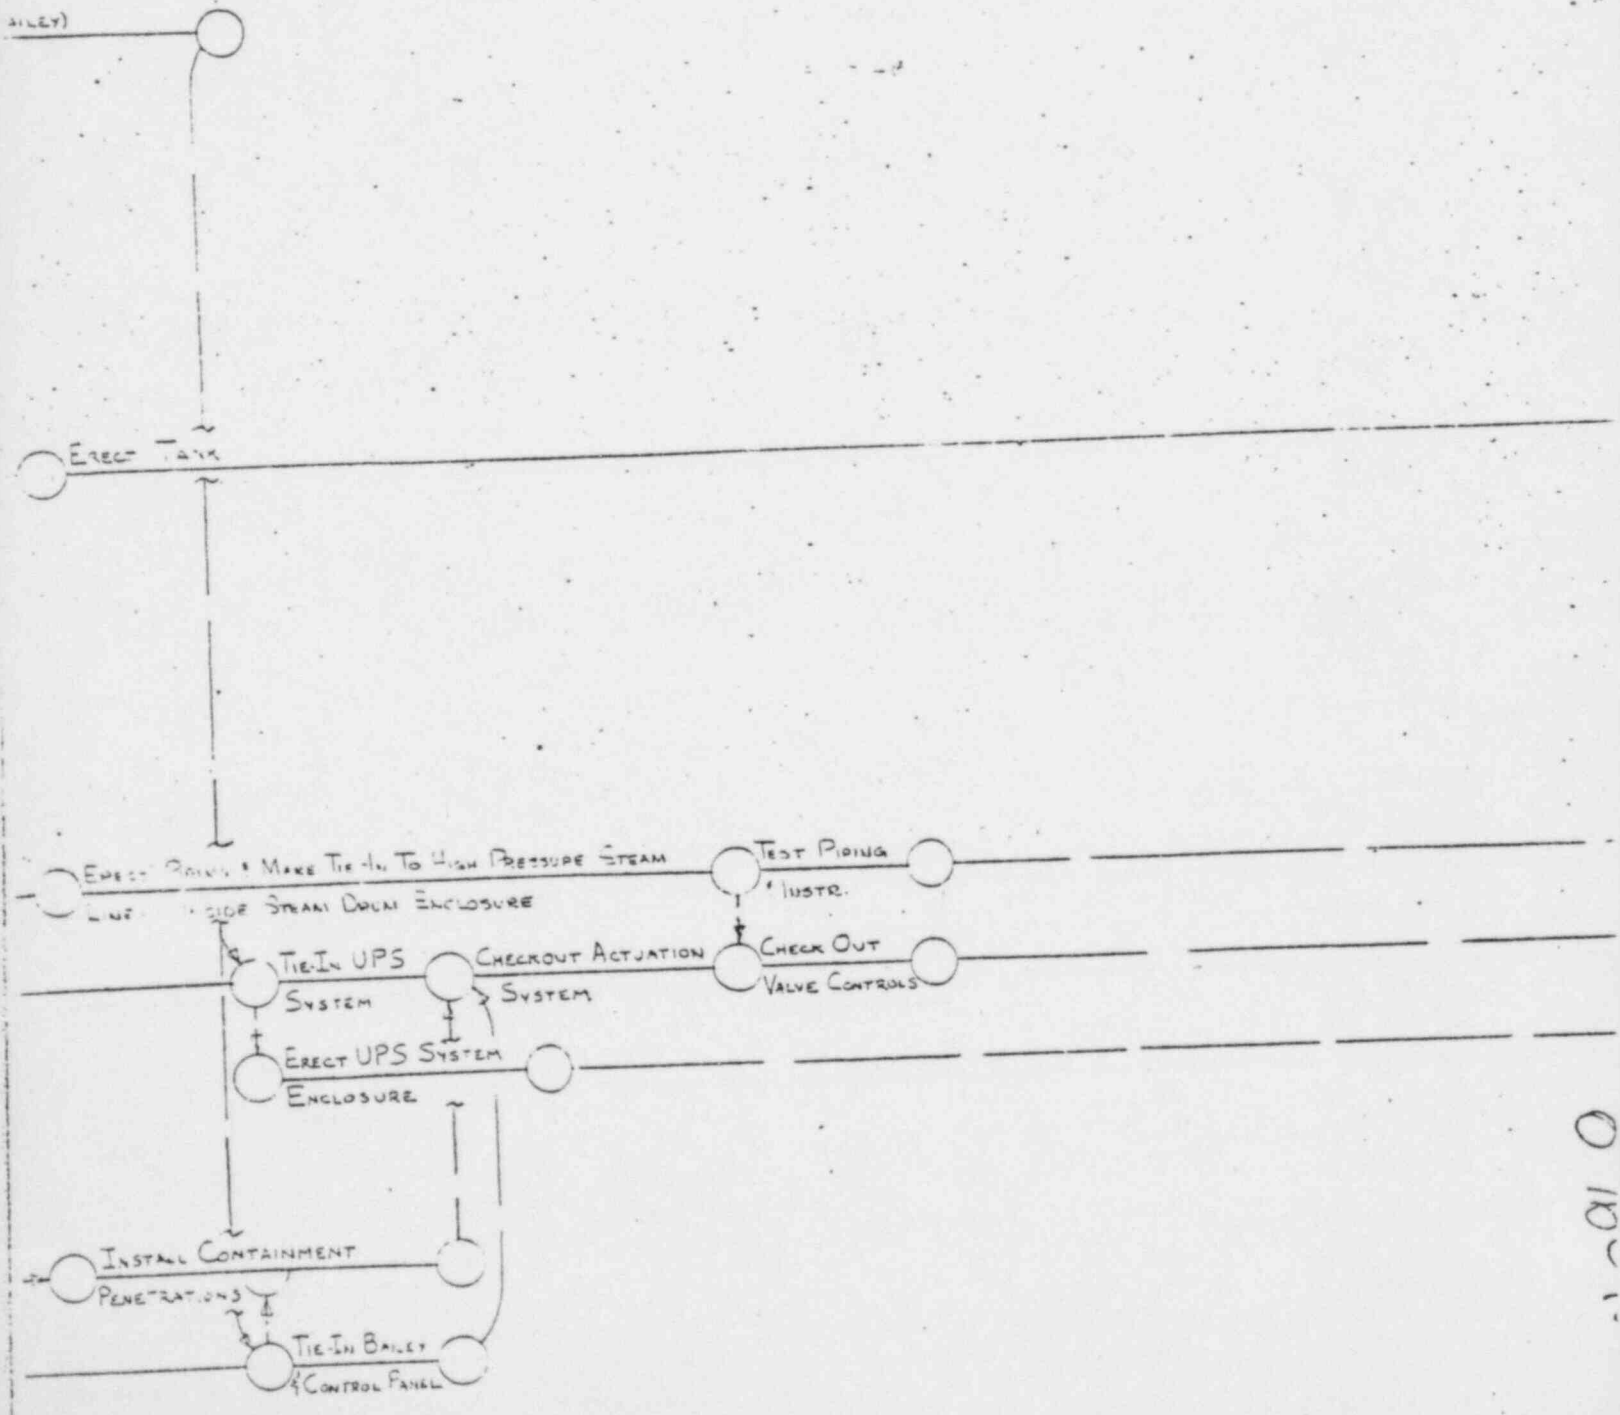 AILEY)
ERECT TANK
ERECT PIPING & MAKE TIE-IN TO HIGH PRESSURE STEAM
LINE STEAM DRUM ENCLOSURE
TEST PIPING
& INSTR.
TIE-IN UPS
SYSTEM
CHECKOUT ACTUATION
SYSTEM
CHECK OUT
VALVE CONTROLS
ERECT UPS SYSTEM
ENCLOSURE
INSTALL CONTAINMENT
PENETRATIONS
TIE-IN BAILEY
& CONTROL PANEL